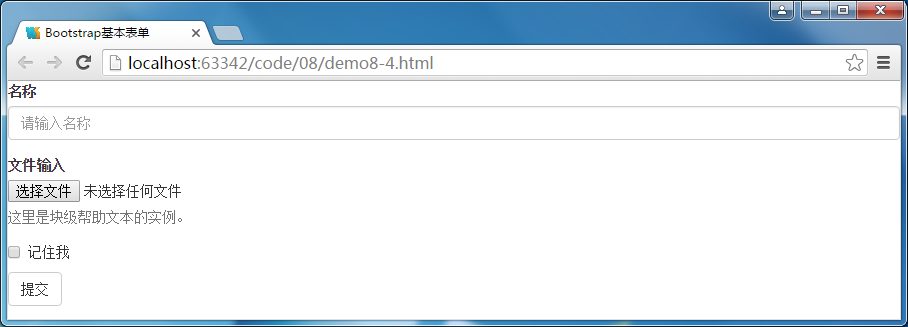 Bootstrap基本表单
localhost:63342/code/08/demo8-4.html
名称
请输入名称
文件输入
选择文件 未选择任何文件
这里是块级帮助文本的实例。
记住我
提交